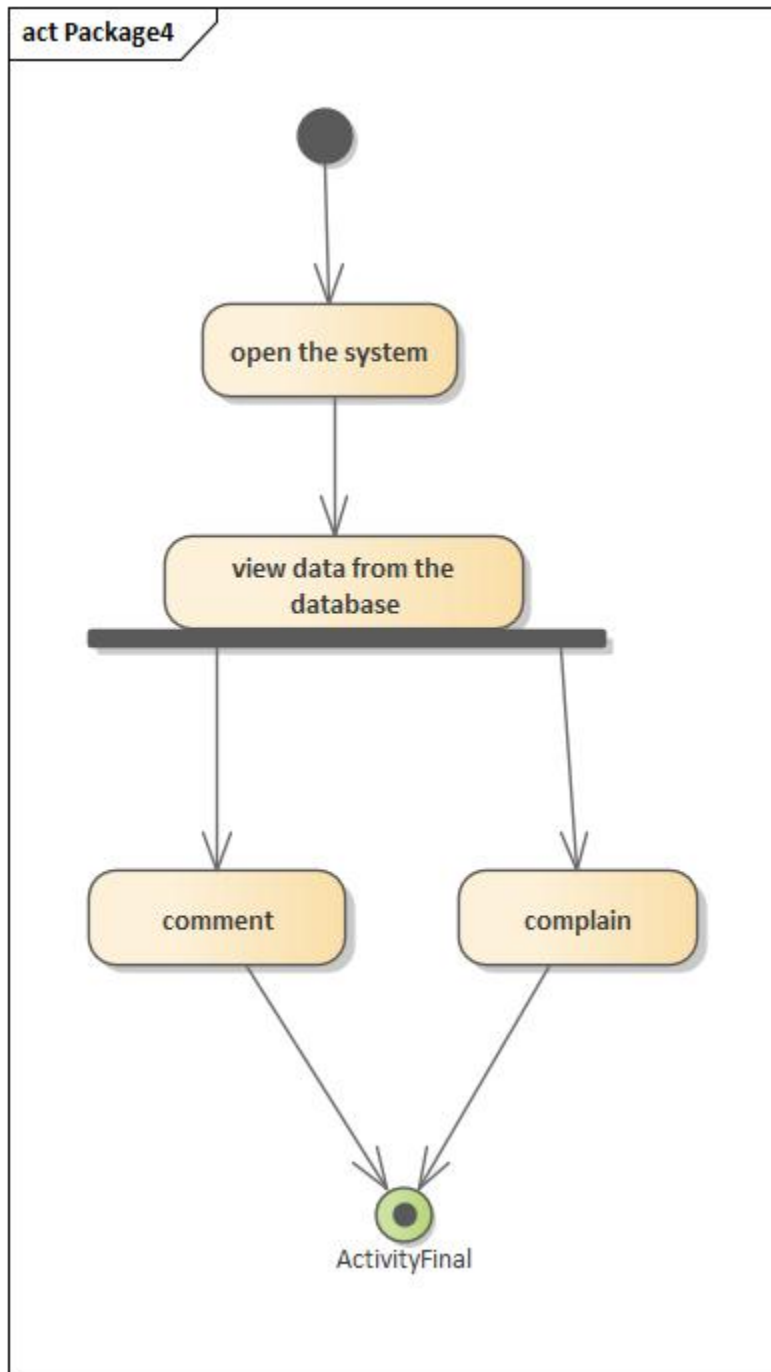 act Package4
open the system
view data from the
database
comment
complain
ActivityFinal